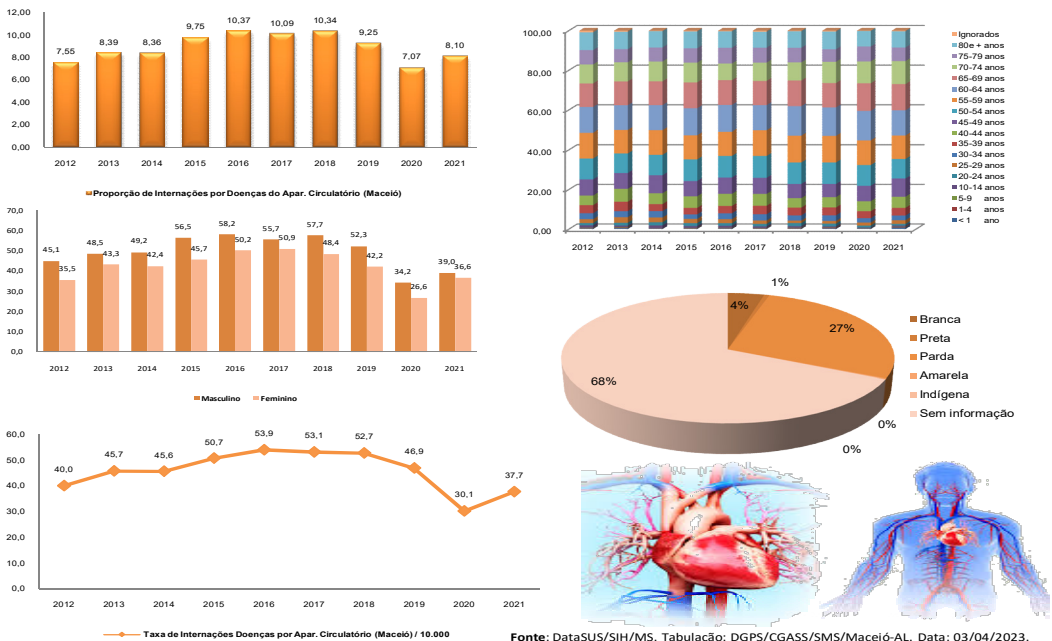 12,00
10,00
8,00
6,00
4,00
2,00
0,00
7,55 8,39 8,36 9,75 10,37 10,09 10,34 9,25 7,07 8,10
2012 2013 2014 2015 2016 2017 2018 2019 2020 2021
Proporção de Internações por Doenças do Apar. Circulatório (Maceió)
70,0
60,0
50,0
40,0
30,0
20,0
10,0
0,0
45,1 35,5 48,5 43,3 49,2 42,4 56,5 45,7 58,2 50,2 55,7 50,9 57,7 48,4 52,3 42,2 34,2 26,6 39,0 36,6
2012 2013 2014 2015 2016 2017 2018 2019 2020 2021
Masculino Feminino
60,0
50,0
40,0
30,0
20,0
10,0
0,0
40,0 45,7 45,6 50,7 53,9 53,1 52,7 46,9 30,1 37,7
2012 2013 2014 2015 2016 2017 2018 2019 2020 2021
Taxa de Internações Doenças por Apar. Circulatório (Maceió) / 10.000
100,00
80,00
60,00
40,00
20,00
0,00
2012 2013 2014 2015 2016 2017 2018 2019 2020 2021
Ignorados
80e + anos
75-79 anos
70-74 anos
65-69 anos
60-64 anos
55-59 anos
50-54 anos
45-49 anos
40-44 anos
35-39 anos
30-34 anos
25-29 anos
20-24 anos
10-14 anos
5-9 anos
1-4 anos
< 1 ano
4%
1%
27%
0%
0%
68%
Branca
Preta
Parda
Amarela
Indígena
Sem informação
Fonte: DataSUS/SIH/MS. Tabulação: DGPS/CGASS/SMS/Maceió-AL. Data: 03/04/2023.